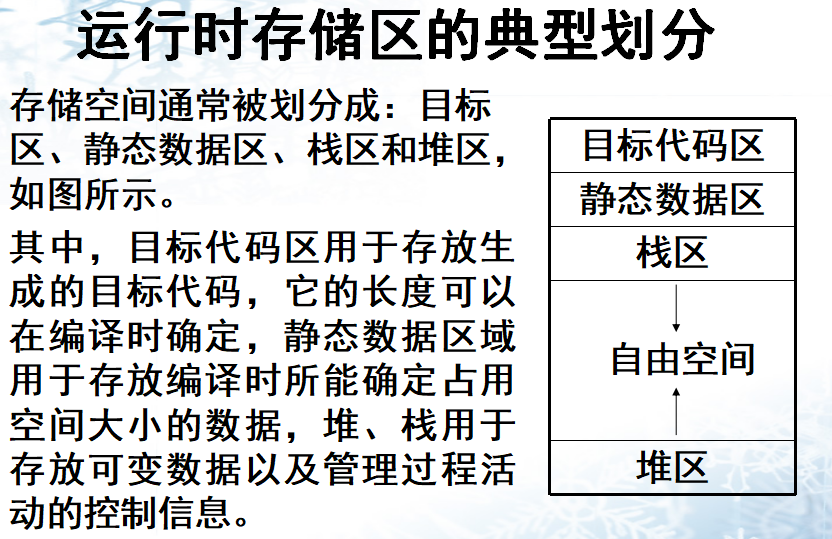 运行时存储区的典型划分
存储空间通常被划分成：目标
区、静态数据区、栈区和堆区，
如图所示。
其中，目标代码区用于存放生
成的目标代码，它的长度可以
在编译时确定，静态数据区域
用于存放编译时所能确定占用
空间大小的数据，堆、栈用于
存放可变数据以及管理过程活
动的控制信息。
目标代码区
静态数据区
栈区
自由空间
堆区